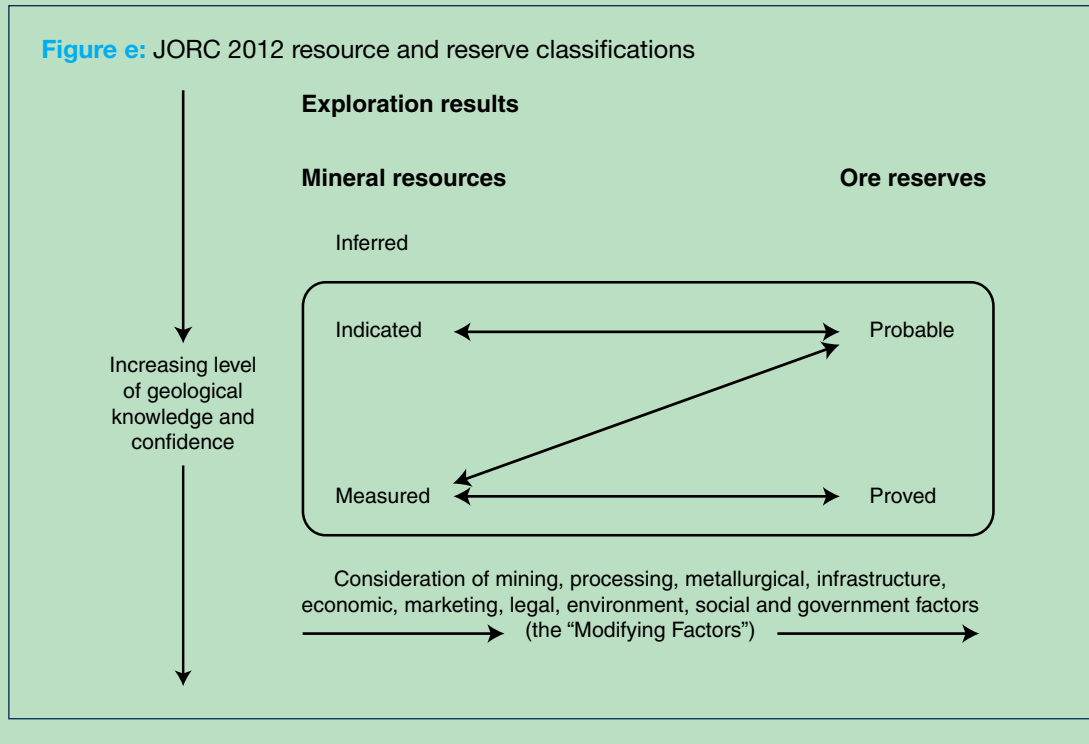 Figure e: JORC 2012 resource and reserve classifications
Exploration results
Mineral resources
Ore reserves
Inferred
Indicated
Probable
Increasing level
of geological
knowledge and
confidence
Measured
Proved
Consideration of mining, processing, metallurgical, infrastructure,
economic, marketing, legal, environment, social and government factors
(the “Modifying Factors”)